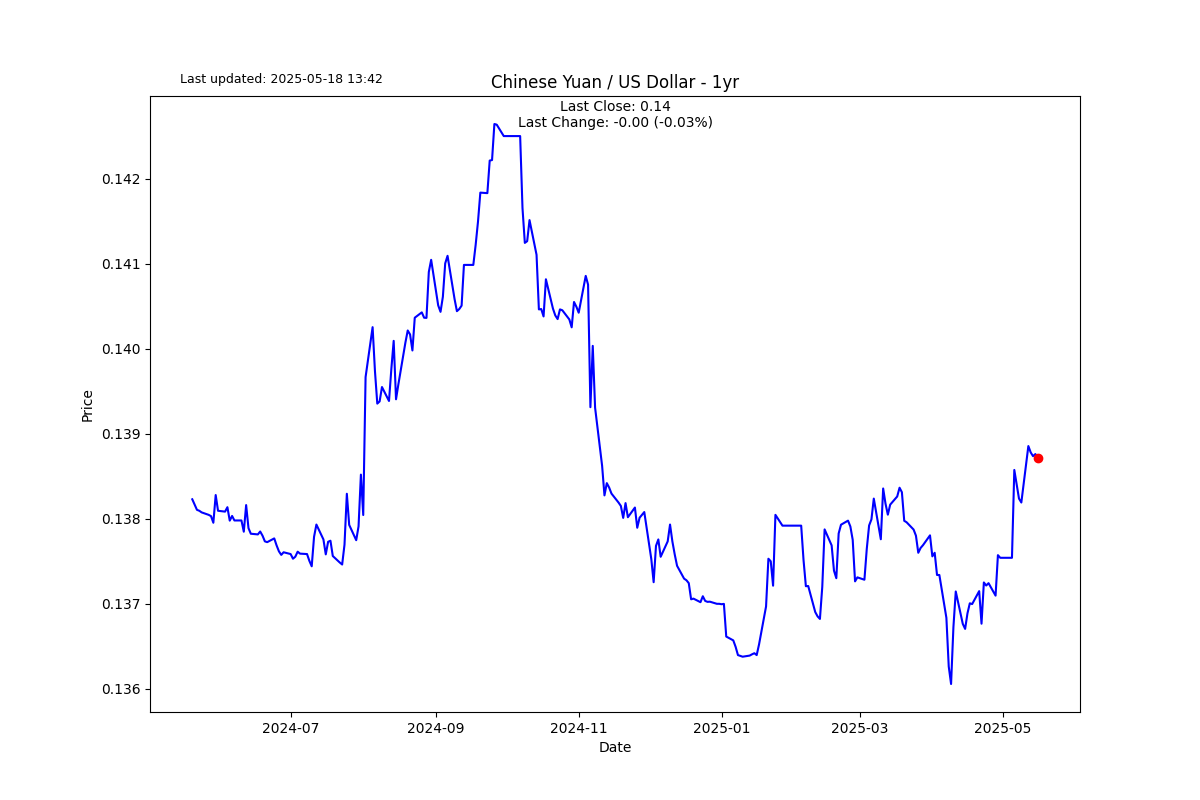 Last updated: 2025-05-18 13:42
Chinese Yuan / US Dollar - 1yr
Last Close: 0.14
Last Change: -0.00 (-0.03%)
0.142
0.141
0.140
0.139
0.138
0.137
0.136
Price
2024-07
2024-09
2024-11
2025-01
2025-03
2025-05
Date